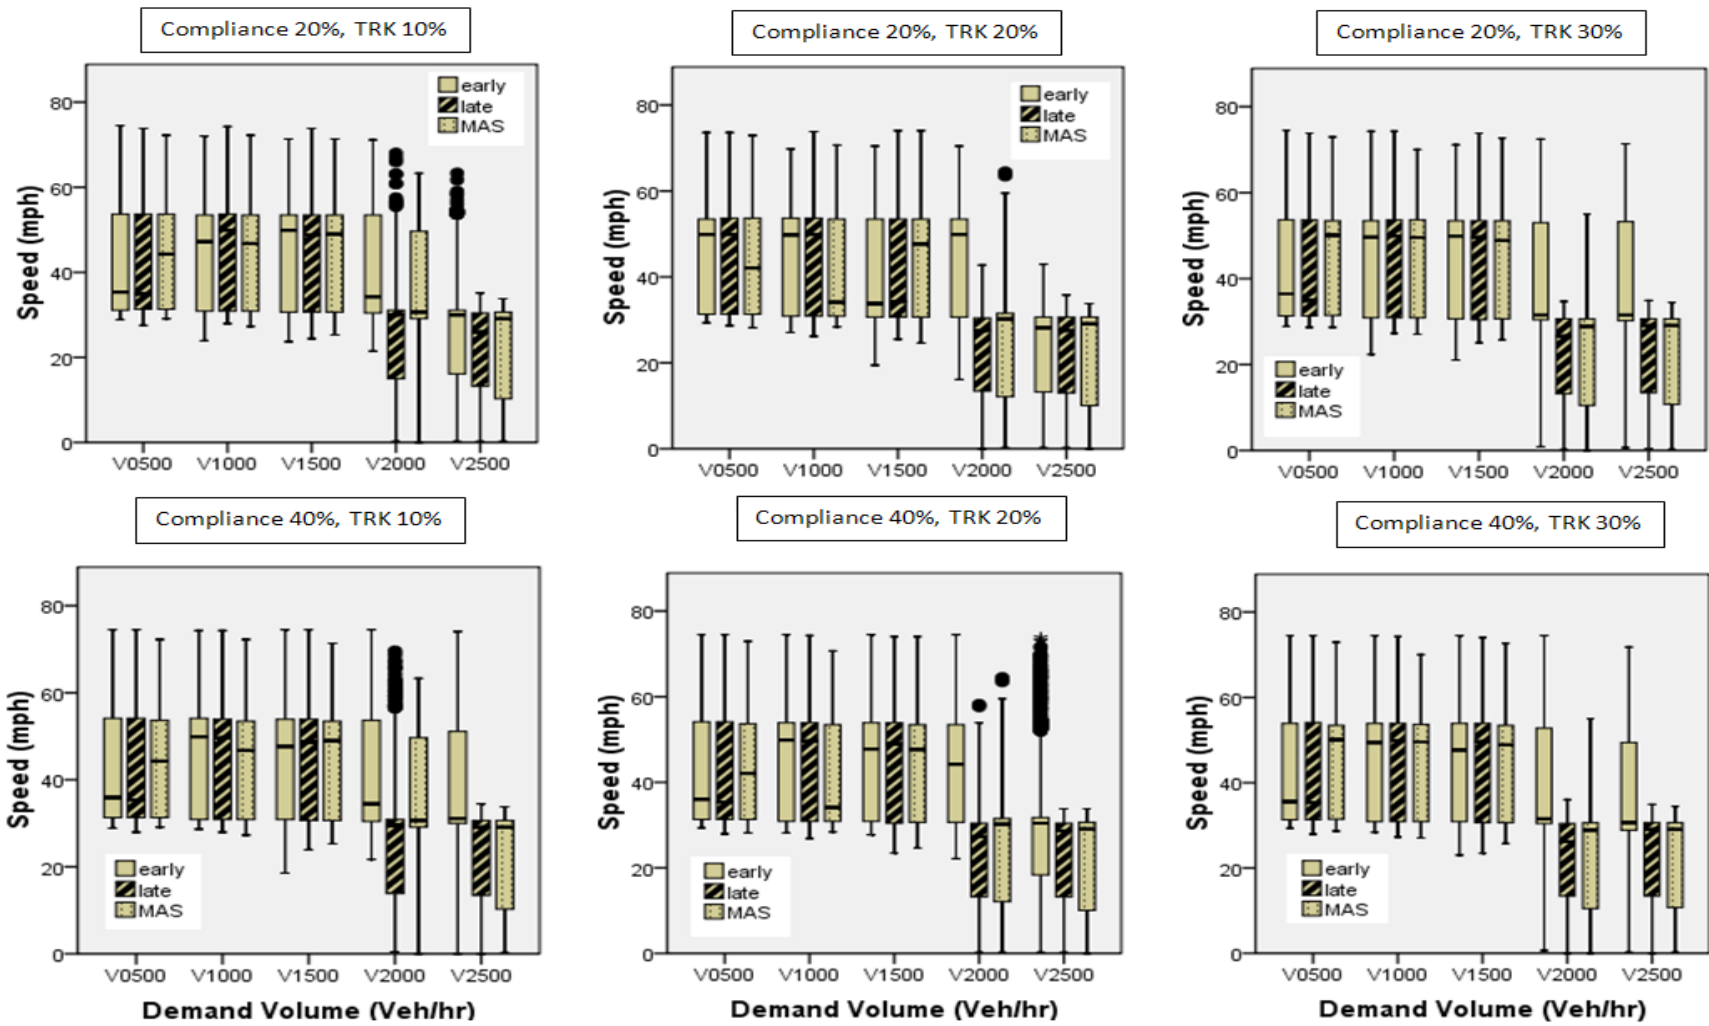 Compliance 20%, TRK 10%
Speed (mph)
80
60
40
20
0
early
late
MAS
V0500 V1000 V1500 V2000 V2500
Compliance 20%, TRK 20%
Speed (mph)
80
60
40
20
0
early
late
MAS
V0500 V1000 V1500 V2000 V2500
Compliance 20%, TRK 30%
Speed (mph)
80
60
40
20
0
early
late
MAS
V0500 V1000 V1500 V2000 V2500
Compliance 40%, TRK 10%
Speed (mph)
80
60
40
20
0
early
late
MAS
V0500 V1000 V1500 V2000 V2500
Demand Volume (Veh/hr)
Compliance 40%, TRK 20%
Speed (mph)
80
60
40
20
0
early
late
MAS
V0500 V1000 V1500 V2000 V2500
Demand Volume (Veh/hr)
Compliance 40%, TRK 30%
Speed (mph)
80
60
40
20
0
early
late
MAS
V0500 V1000 V1500 V2000 V2500
Demand Volume (Veh/hr)